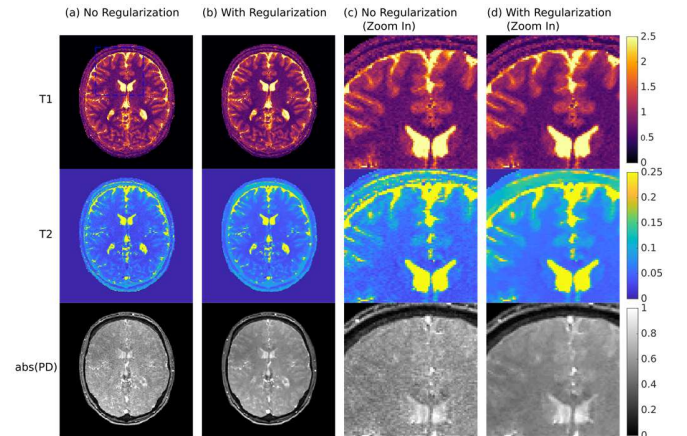 (a) No Regularization
(b) With Regularization
(c) No Regularization
(Zoom In)
(d) With Regularization
(Zoom In)
T1
2.5
2
1.5
1
0.5
0
T2
0.25
0.2
0.15
0.1
0.05
0
abs(PD)
1
0.8
0.6
0.4
0.2
0